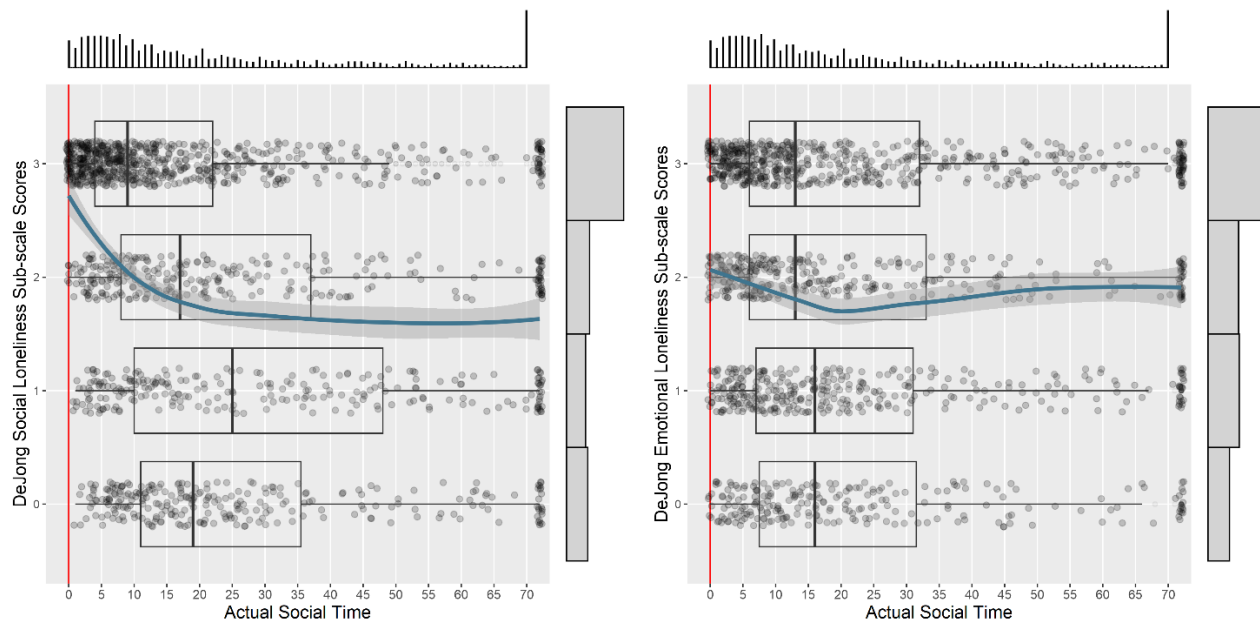 DeJong Social Loneliness Sub-scale Scores
3
2
1
0
0 5 10 15 20 25 30 35 40 45 50 55 60 65 70
Actual Social Time
DeJong Emotional Loneliness Sub-scale Scores
3
2
1
0
0 5 10 15 20 25 30 35 40 45 50 55 60 65 70
Actual Social Time